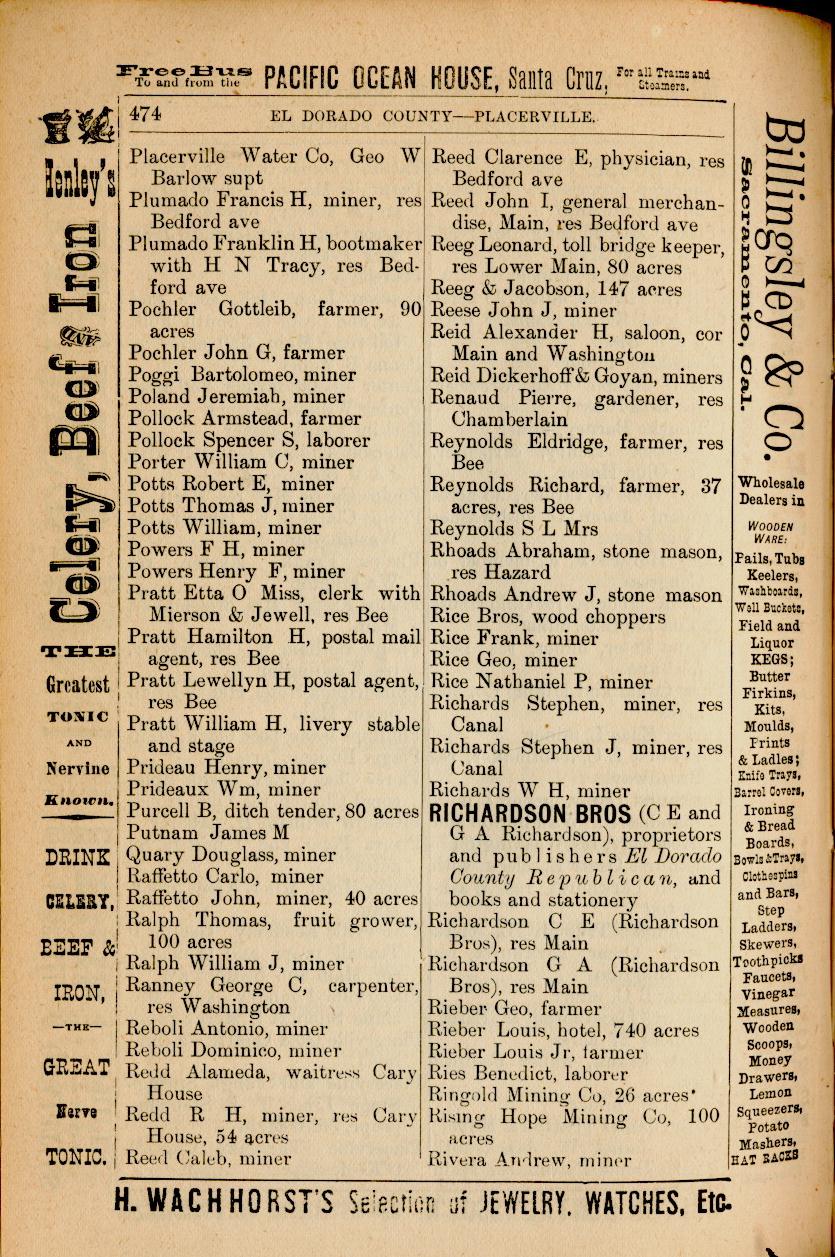 Free Bus
To and from the
PACIFIC OCEAN HOUSE, Santa Cruz,
For all Trains and
Steamers.
474
EL DORADO COUNTY—PLACERVILLE.
Henley's
Celery, Beef and Iron
THE
Greatest
TONIC
AND
Nervine
Known.
DRINK
CELERY,
BEEF &
IRON,
—THE—
GREAT
Nerve
TONIC.
Placerville Water Co, Geo W
Barlow supt
Plumado Francis H, miner, res
Bedford ave
Plumado Franklin H, bootmaker
with H N Tracy, res Bed-
ford ave
Pochler Gottleib, farmer, 90
acres
Pochler John G, farmer
Poggi Bartolomeo, miner
Poland Jeremiah, miner
Pollock Armstead, farmer
Pollock Spencer S, laborer
Porter William C, miner
Potts Robert E, miner
Potts Thomas J, miner
Potts William, miner
Powers F H, miner
Powers Henry F, miner
Pratt Etta O Miss, clerk with
Mierson & Jewell, res Bee
Pratt Hamilton H, postal mail
agent, res Bee
Pratt Lewellyn H, postal agent,
res Bee
Pratt William H, livery stable
and stage
Prideau Henry, miner
Prideaux Wm, miner
Purcell B, ditch tender, 80 acres
Putnam James M
Quary Douglass, miner
Raffetto Carlo, miner
Raffetto John, miner, 40 acres
Ralph Thomas, fruit grower,
100 acres
Ralph William J, miner
Ranney George C, carpenter,
res Washington
Reboli Antonio, miner
Reboli Dominico, miner
Redd Alameda, waitress Cary
House
Redd R H, miner, res Cary
House, 54 acres
Reed Caleb, miner
Reed Clarence E, physician, res
Bedford ave
Reed John I, general merchan-
dise, Main, res Bedford ave
Reeg Leonard, toll bridge keeper,
res Lower Main, 80 acres
Reeg & Jacobson, 147 acres
Reese John J, miner
Reid Alexander H, saloon, cor
Main and Washington
Reid Dickerhoff & Goyan, miners
Renaud Pierre, gardener, res
Chamberlain
Reynolds Eldridge, farmer, res
Bee
Reynolds Richard, farmer, 37
acres, res Bee
Reynolds S L Mrs
Rhoads Abraham, stone mason,
res Hazard
Rhoads Andrew J, stone mason
Rice Bros, wood choppers
Rice Frank, miner
Rice Geo, miner
Rice Nathaniel P, miner
Richards Stephen, miner, res
Canal
Richards Stephen J, miner, res
Canal
Richards W H, miner
RICHARDSON BROS (C E and
G A Richardson), proprietors
and publishers El Dorado
County Republican, and
books and stationery
Richardson C E (Richardson
Bros), res Main
Richardson G A (Richardson
Bros), res Main
Rieber Geo, farmer
Rieber Louis, hotel, 740 acres
Rieber Louis Jr, farmer
Ries Benedict, laborer
Ringold Mining Co, 26 acres
Rising Hope Mining Co, 100
acres
Rivera Andrew, miner
Billingsley & Co.
Sacramento, Cal.
Wholesale
Dealers in
WOODEN
WARE:
Pails, Tubs
Keelers,
Washboards,
Well Buckets,
Field and
Liquor
KEGS;
Butter
Firkins,
Kits,
Moulds,
Prints
& Ladles;
Knife Trays,
Barrel Covers,
Ironing
& Bread
Boards,
Bowls & Trays,
Clothespins
and Bars,
Step
Ladders,
Skewers,
Toothpicks
Faucets,
Vinegar
Measures,
Wooden
Scoops,
Money
Drawers,
Lemon
Squeezers,
Potato
Mashers,
HAT RACKS
H. WACHHORST'S Selection of JEWELRY, WATCHES, Etc.